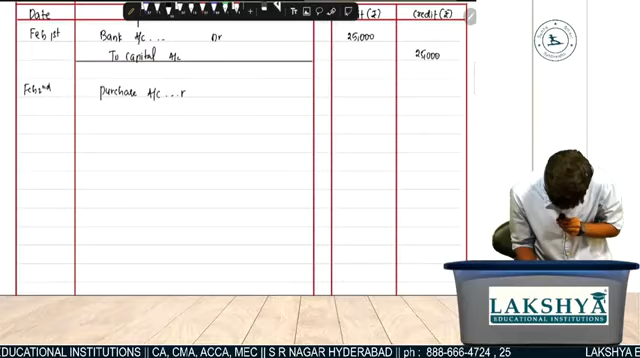 Date it (₹) Credit (₹)
Feb 1st Bank A/c ... Dr 25,000
To Capital A/c 25,000
Feb 2nd purchase A/c ... r
LAKSHYA
EDUCATIONAL INSTITUTIONS
EDUCATIONAL INSTITUTIONS || CA, CMA, ACCA, MEC || S R NAGAR HYDERABAD || ph : 888-666-4724 , 25 LAKSHYA E